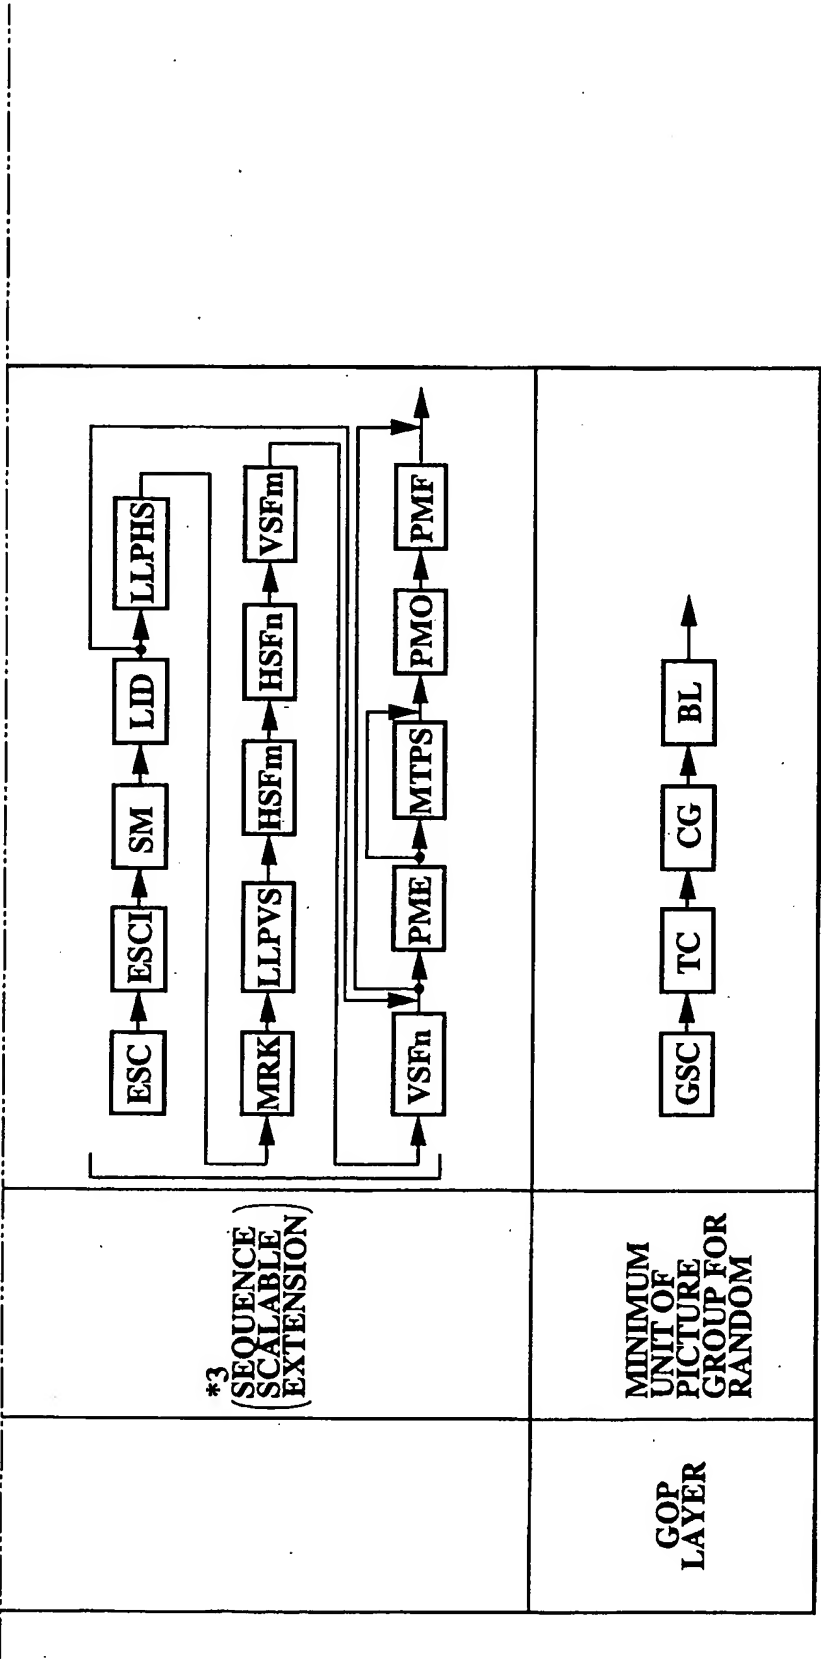 *3
(SEQUENCE
SCALABLE
EXTENSION)
ESC
ESCI
SM
LID
LLPHS
MRK
LLPVS
HSFm
HSFn
VSFm
VSFn
PME
MTPS
PMO
PMF
GOP
LAYER
MINIMUM
UNIT OF
PICTURE
GROUP FOR
RANDOM
GSC
TC
CG
BL